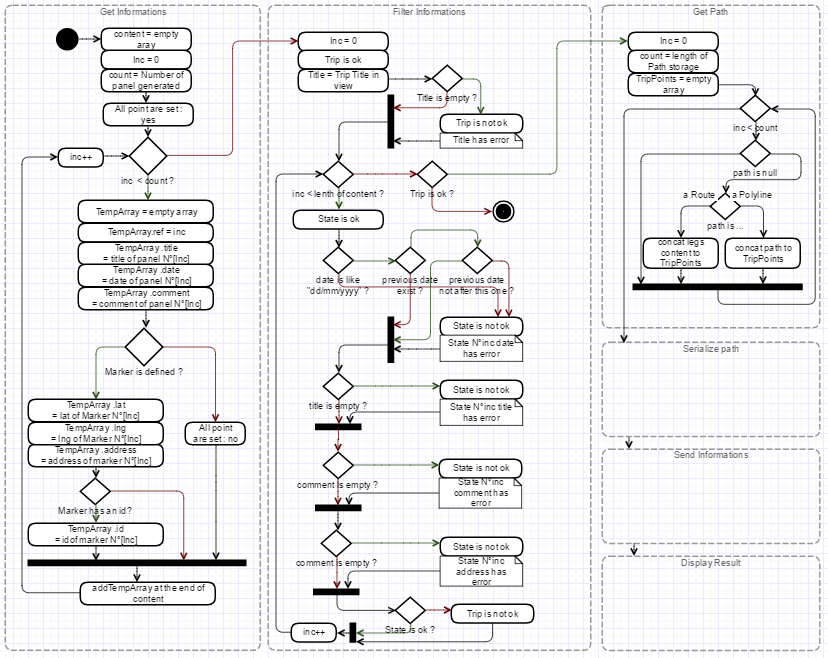 Get Informations
content = empty
aray
Inc = 0
count = Number of
panel generated
All point are set :
yes
inc++
inc < count ?
TempArray = empty array
TempArray.ref = inc
TempArray .title
= title of panel N°[Inc]
TempArray .date
= date of panel N°[Inc]
TempArray .comment
= comment of panel N°[Inc]
Marker is defined ?
TempArray .lat
= lat of Marker N°[Inc]
TempArray .lng
= lng of Marker N°[Inc]
TempArray .address
= address of marker N°[Inc]
All point
are set : no
Marker has an id?
TempArray .id
= id of marker N°[Inc]
addTempArray at the end of
content
Filter Informations
Inc = 0
Trip is ok
Title = Trip Title in
view
Title is empty ?
Trip is not ok
Title has error
inc < lenth of content ?
Trip is ok ?
State is ok
date is like
"dd/mm/yyyy" ?
previous date
exist ?
previous date
not after this one ?
State is not ok
State N°inc date
has error
title is empty ?
State is not ok
State N°inc title
has error
comment is empty ?
State is not ok
State N°inc
comment has
error
comment is empty ?
State is not ok
State N°inc
address has
error
State is ok ?
Trip is not ok
inc++
Get Path
Inc = 0
count = length of
Path storage
TripPoints = empty
array
inc < count
path is null
a Route
a Polyline
path is ...
concat legs
content to
TripPoints
concat path to
TripPoints
Serialize path
Send Informations
Display Result